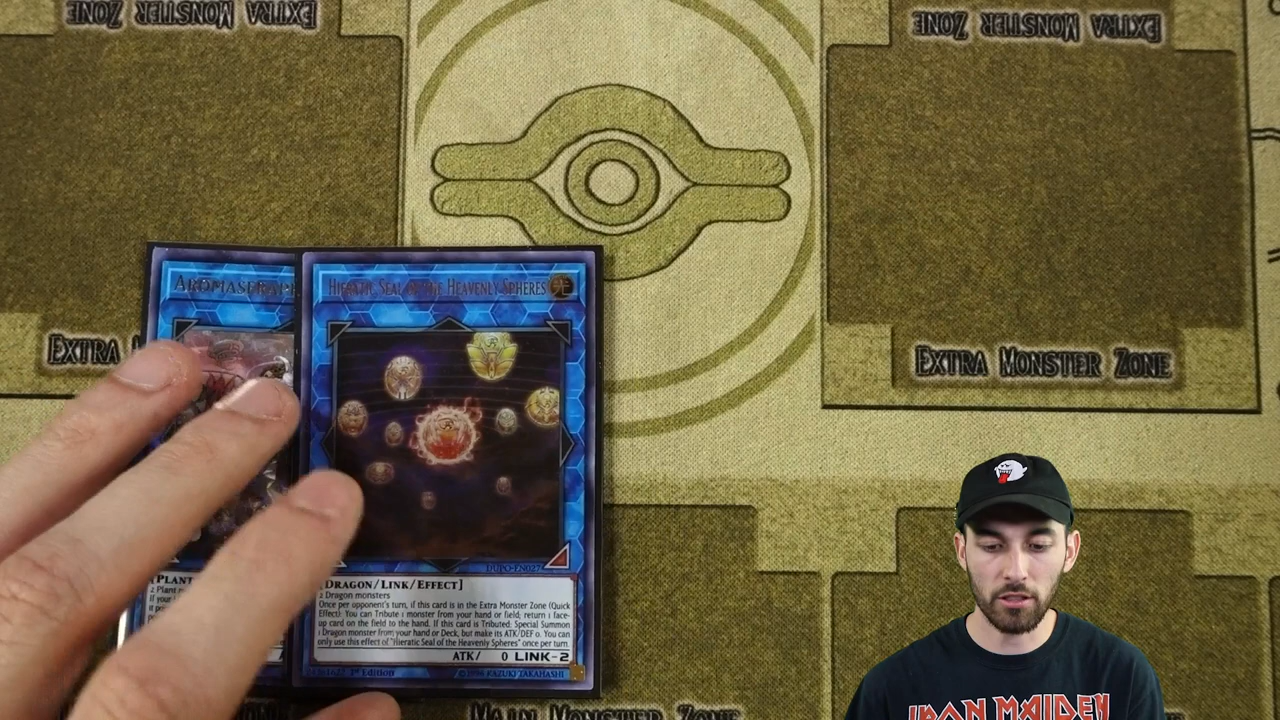 EXTRA MONSTER ZONE
EXTRA MONSTER ZONE
EXTRA
EXTRA MONSTER ZONE
HIERATIC SEAL OF THE HEAVENLY SPHERES
DUPO-EN027
[DRAGON/LINK/EFFECT]
2 Dragon monsters
Once per opponent's turn, if this card is in the Extra Monster Zone (Quick
Effect): You can Tribute 1 monster from your hand or field; return 1 face-
up card on the field to the hand. If this card is Tributed: Special Summon
1 Dragon monster from your hand or Deck, but make its ATK/DEF 0. You can
only use this effect of "Hieratic Seal of the Heavenly Spheres" once per turn.
ATK/ 0 LINK-2
1st Edition
©1996 KAZUKI TAKAHASHI
[PLANT
2 Plant
If your
MAIN MONSTER ZONE
IRON MAIDEN